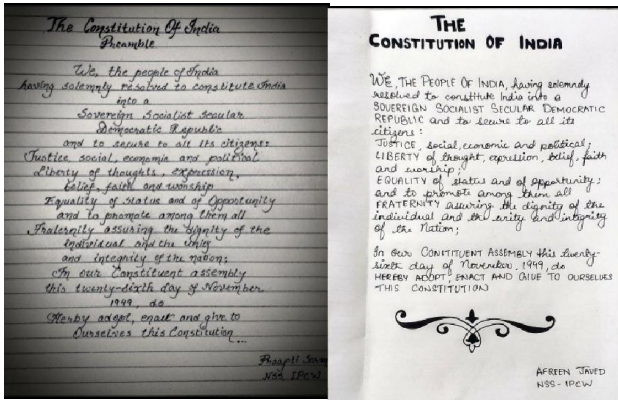 The Constitution Of India
Preamble
We, the people of India
having solemnly resolved to constitute India
into a
Sovereign Socialist Secular
Democratic Republic
and to secure to all its citizens:
Justice social, economic and political
Liberty of thoughts, expression,
belief, faith and worship
Equality of status and of Opportunity
and to promote among them all
Fraternity assuring the dignity of the
individual and the unity
and integrity of the nation;
In our Constituent assembly
this twenty-sixth day of November
1949, do
Hereby adopt, enact and give to
Ourselves this Constitution...
NSS IPCW
THE
CONSTITUTION OF INDIA
WE, THE PEOPLE OF INDIA, having solemnly
resolved to constitute India into a
SOVEREIGN SOCIALIST SECULAR DEMOCRATIC
REPUBLIC and to secure to all its
citizens:
JUSTICE, social, economic and political;
LIBERTY of thought, expression, belief, faith
and worship;
EQUALITY of status and of opportunity;
and to promote among them all
FRATERNITY assuring the dignity of the
individual and the unity and integrity
of the Nation;
In our CONSTITUENT ASSEMBLY this twenty-
sixth day of November, 1949, do
HEREBY ADOPT, ENACT AND GIVE TO OURSELVES
THIS CONSTITUTION
AFREEN JAVED
NSS-IPCW